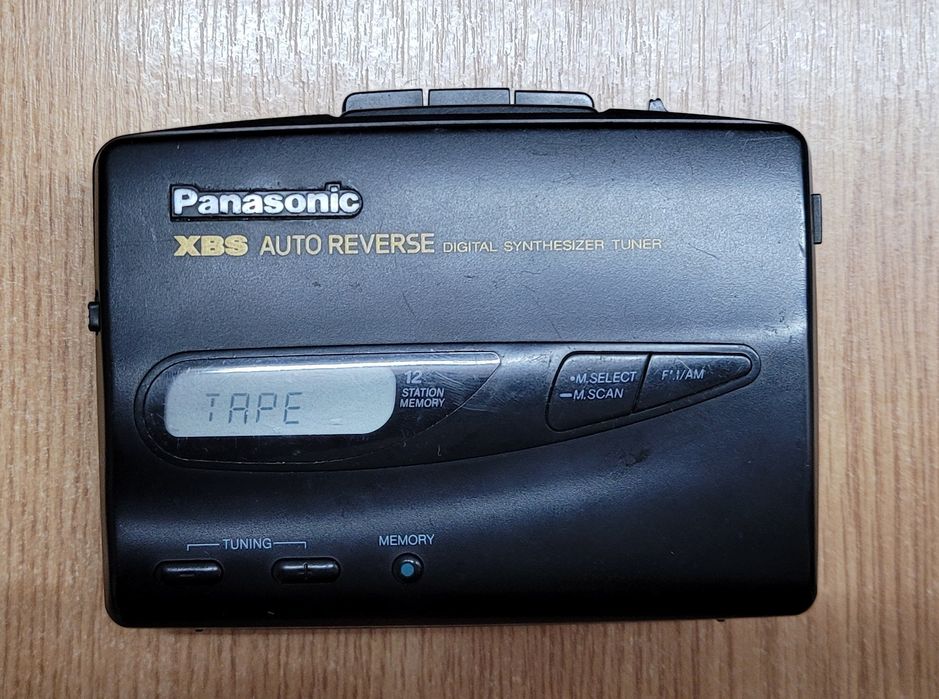 Panasonic
XBS AUTO REVERSE DIGITAL SYNTHESIZER TUNER
12
STATION
MEMORY
TAPE
•M.SELECT
—M.SCAN
FM/AM
TUNING
MEMORY
- +